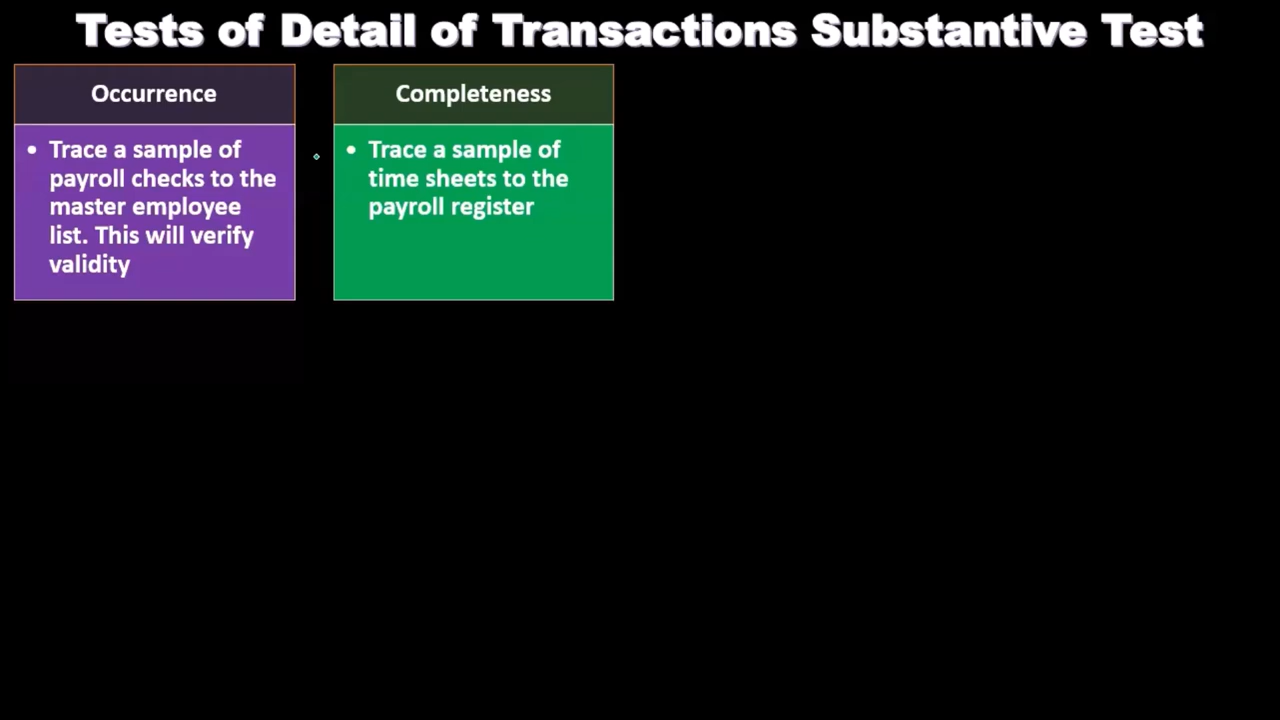 Tests of Detail of Transactions Substantive Test
Occurrence
• Trace a sample of
payroll checks to the
master employee
list. This will verify
validity
Completeness
• Trace a sample of
time sheets to the
payroll register